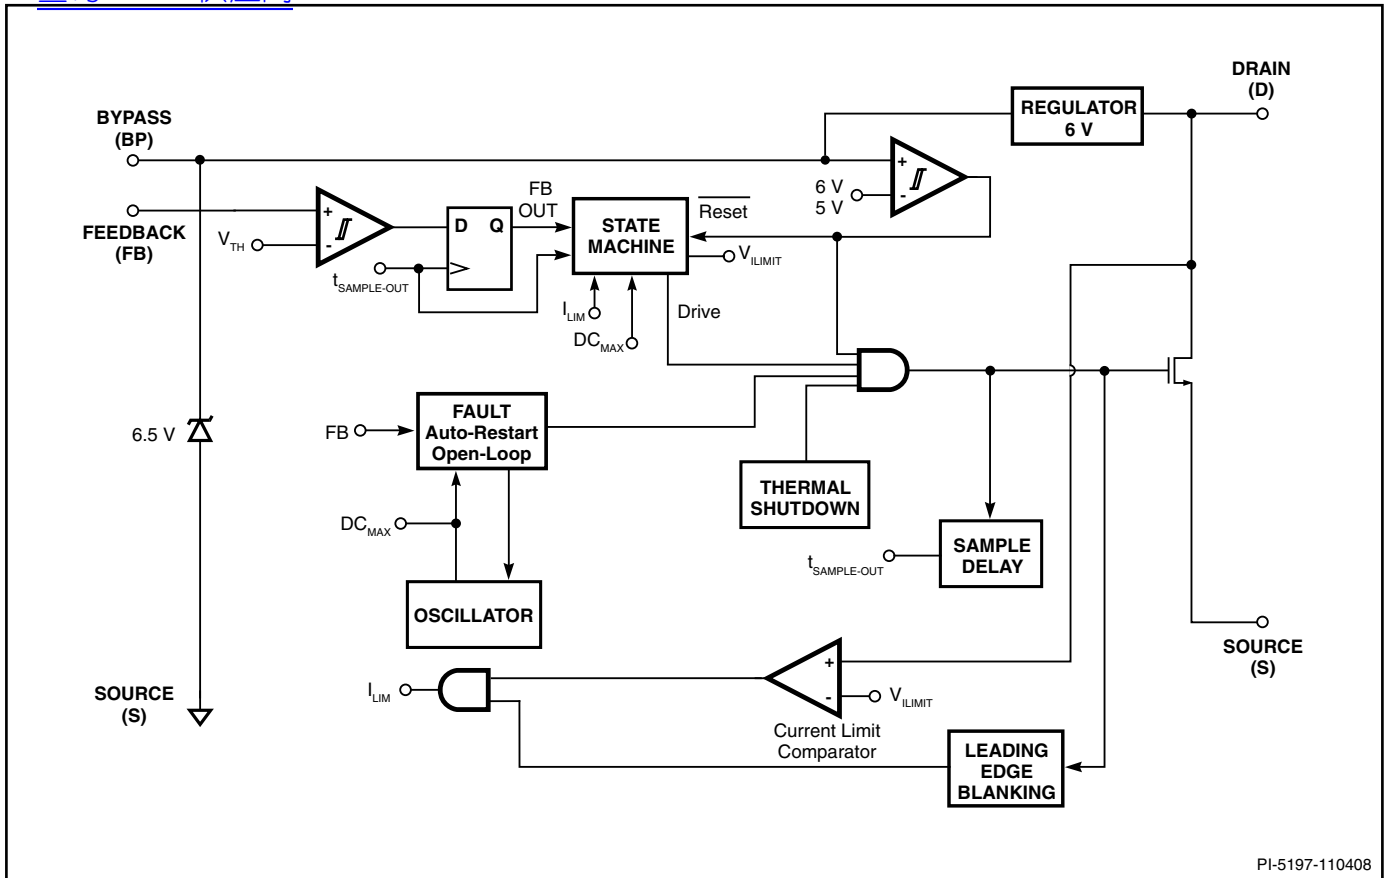 DRAIN
(D)
REGULATOR
6 V
BYPASS
(BP)
6 V
5 V
+
-
FEEDBACK
(FB)
V_TH
+
-
D Q
FB
OUT
STATE
MACHINE
Reset
V_ILIMIT
t_SAMPLE-OUT
I_LIM
DC_MAX
Drive
6.5 V
FB
FAULT
Auto-Restart
Open-Loop
THERMAL
SHUTDOWN
DC_MAX
SAMPLE
DELAY
t_SAMPLE-OUT
OSCILLATOR
SOURCE
(S)
SOURCE
(S)
I_LIM
+
-
V_ILIMIT
Current Limit
Comparator
LEADING
EDGE
BLANKING
PI-5197-110408